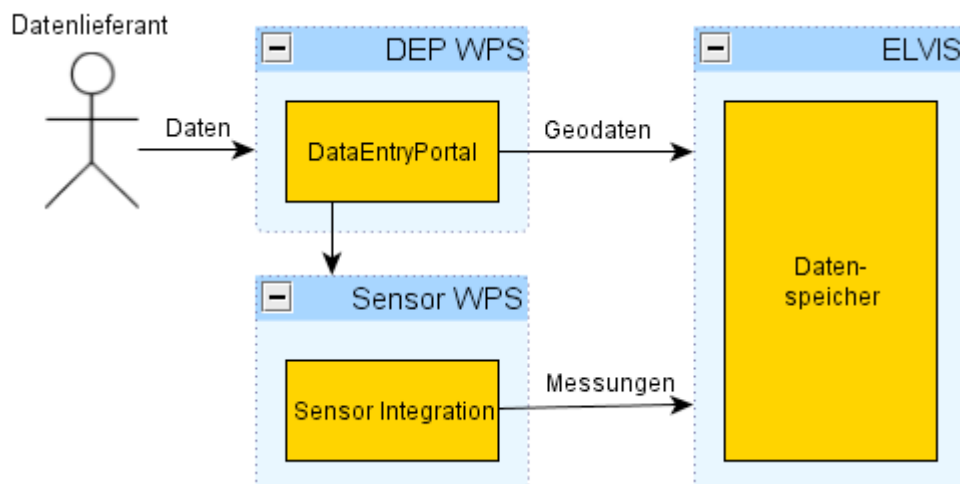 Datenlieferant
DEP WPS
ELVIS
Daten
DataEntryPortal
Geodaten
Sensor WPS
Daten-
speicher
Sensor Integration
Messungen